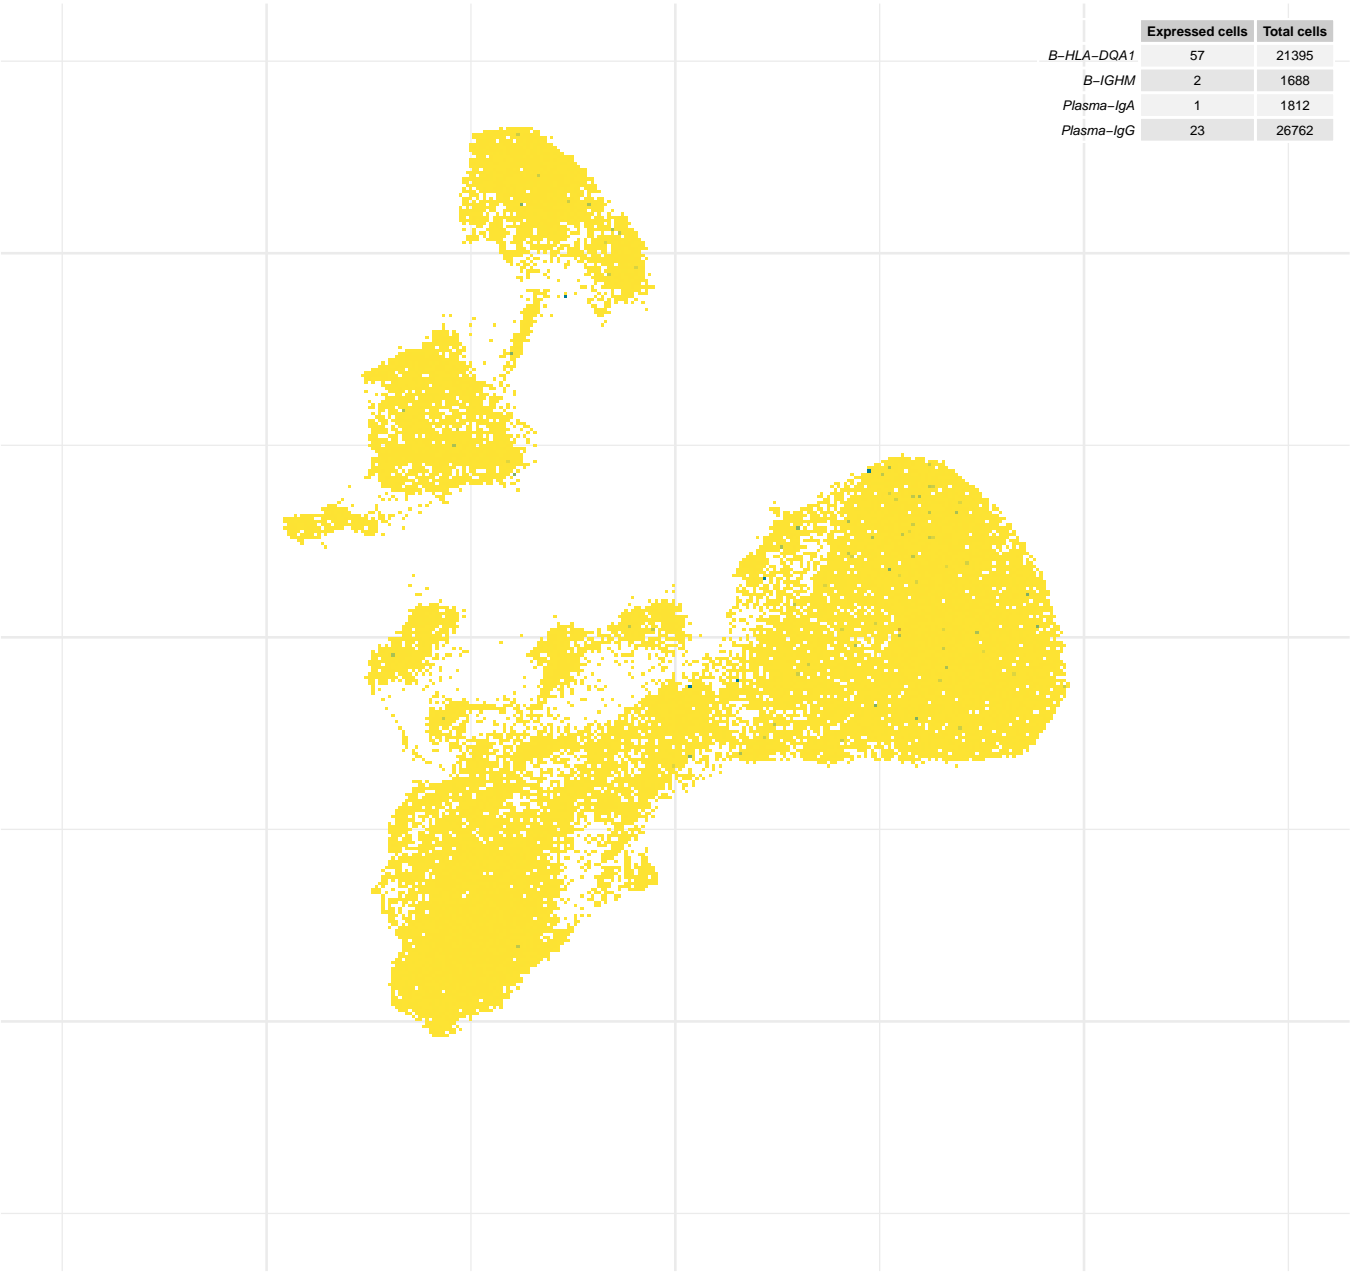 Expressed cells Total cells
B−HLA−DQA1 57 21395
B−IGHM 2 1688
Plasma−IgA 1 1812
Plasma−IgG 23 26762